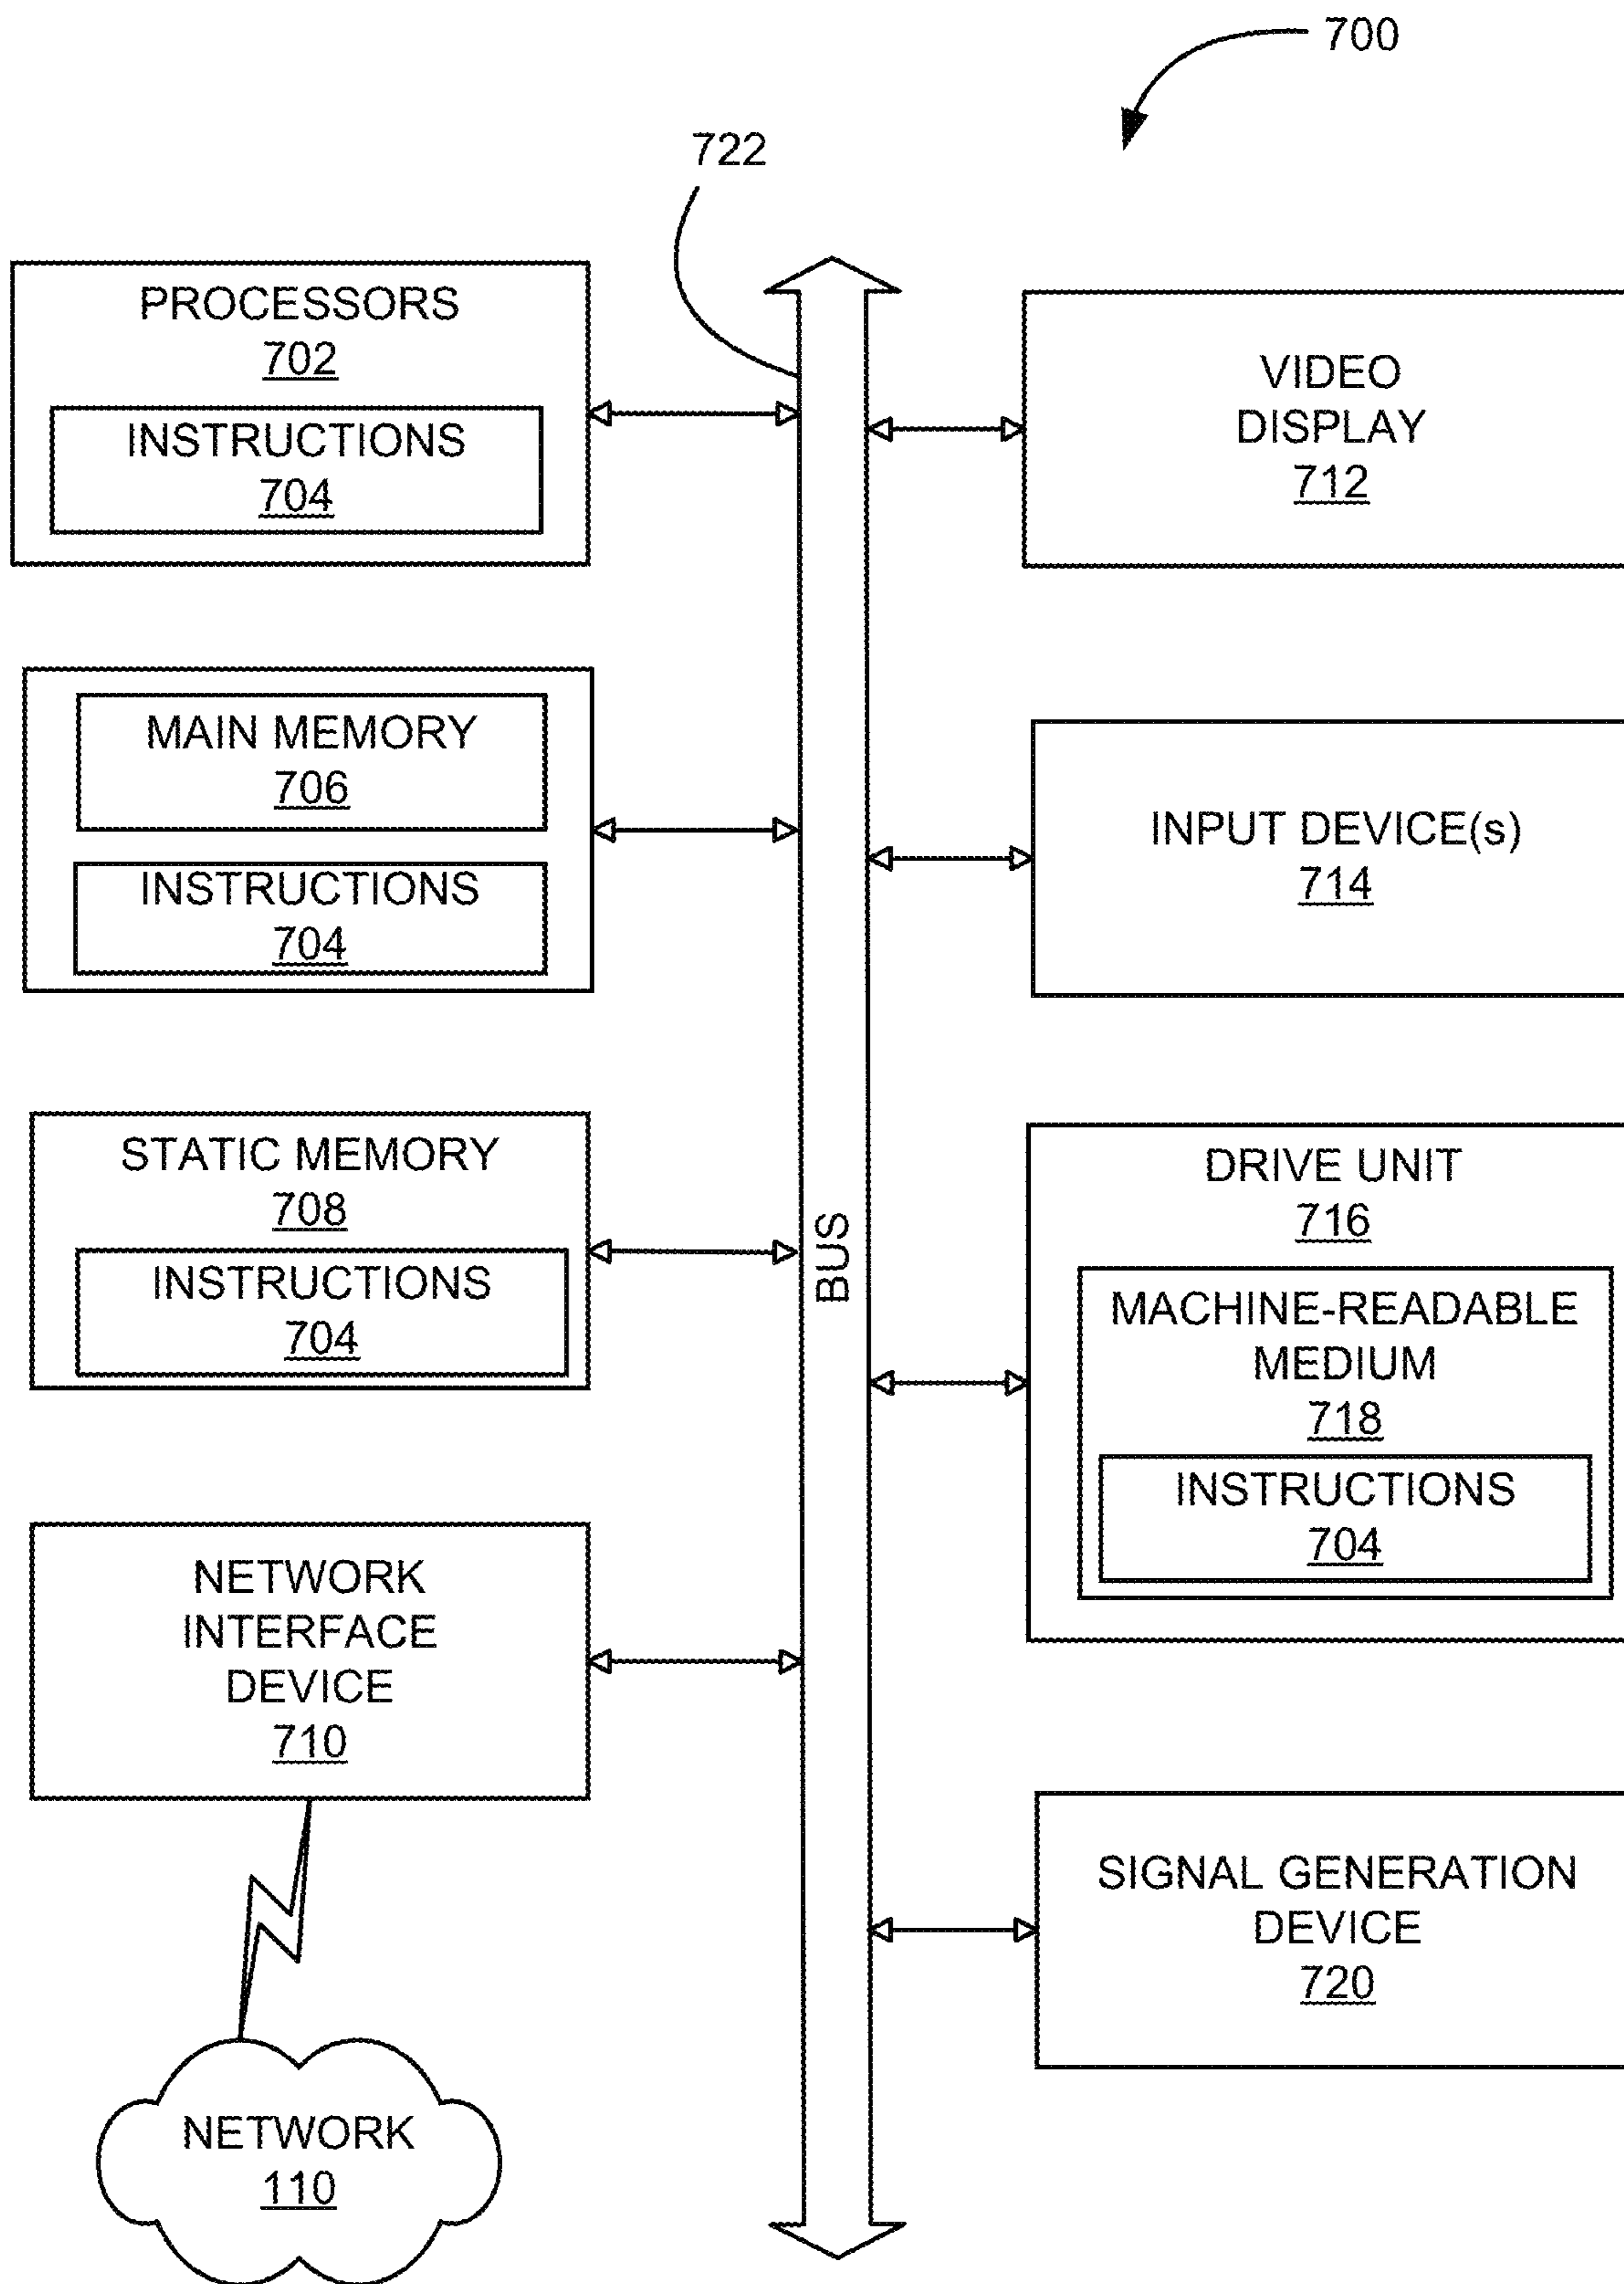 700
722
PROCESSORS
702
INSTRUCTIONS
704
MAIN MEMORY
706
INSTRUCTIONS
704
STATIC MEMORY
708
INSTRUCTIONS
704
NETWORK
INTERFACE
DEVICE
710
NETWORK
110
BUS
VIDEO
DISPLAY
712
INPUT DEVICE(s)
714
DRIVE UNIT
716
MACHINE-READABLE
MEDIUM
718
INSTRUCTIONS
704
SIGNAL GENERATION
DEVICE
720